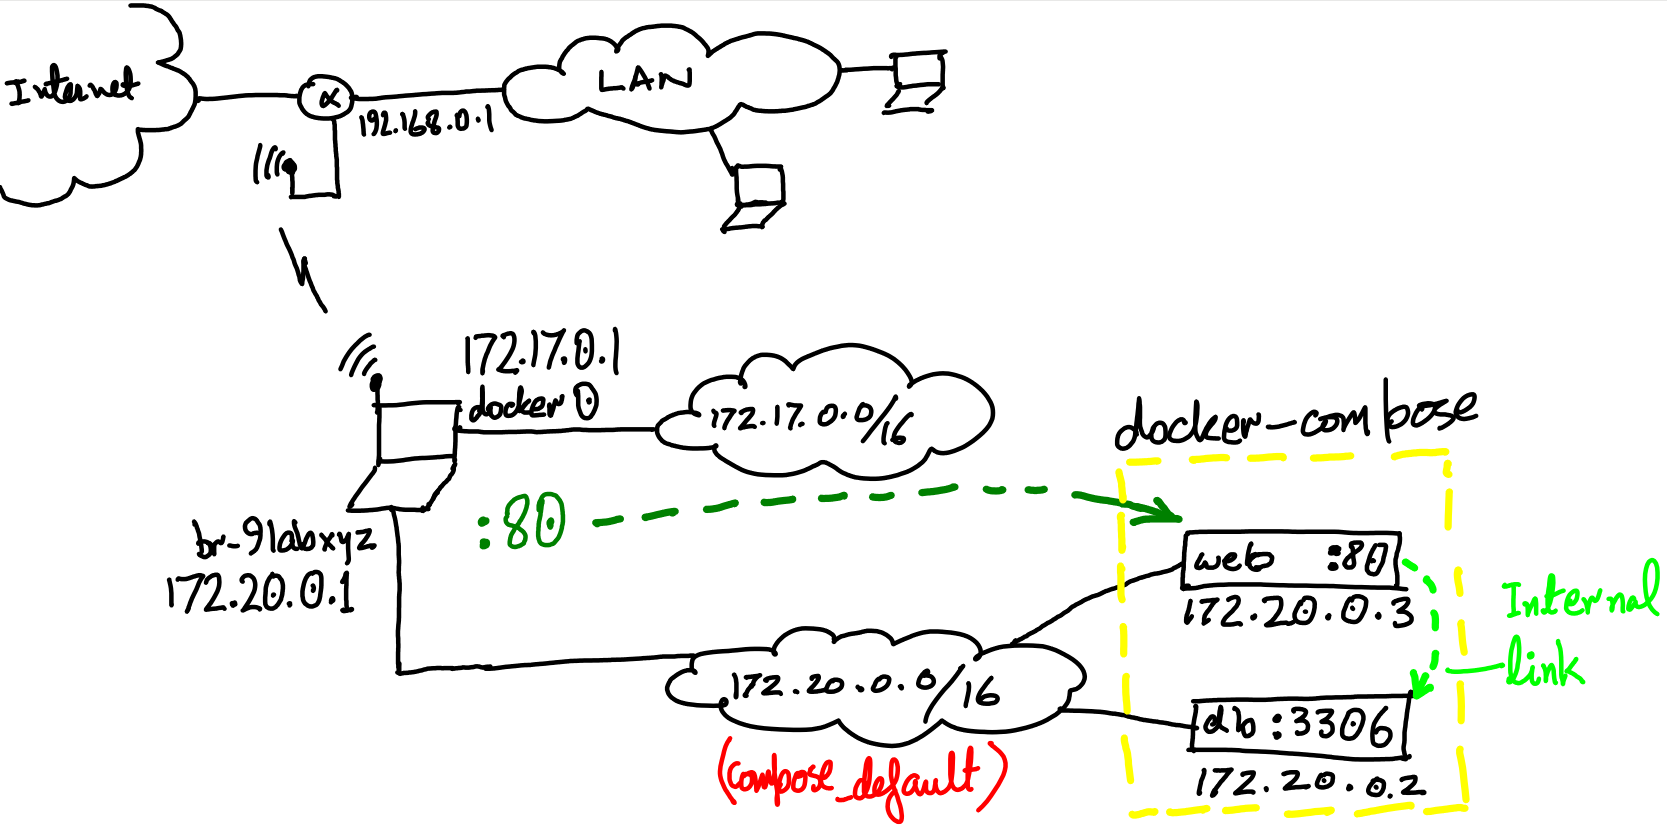 Internet
α
192.168.0.1
LAN
172.17.0.1
docker 0
172.17.0.0/16
docker-compose
:80
br-91abxyz
172.20.0.1
web :80
172.20.0.3
Internal
link
172.20.0.0/16
(compose_default)
db :3306
172.20.0.2